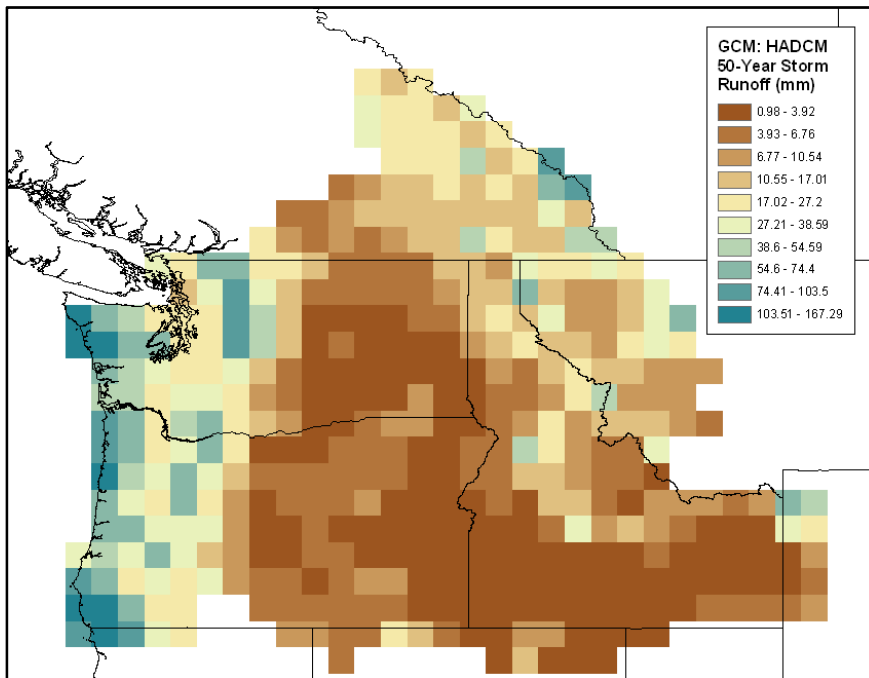 GCM: HADCM
50-Year Storm
Runoff (mm)
0.98 - 3.92
3.93 - 6.76
6.77 - 10.54
10.55 - 17.01
17.02 - 27.2
27.21 - 38.59
38.6 - 54.59
54.6 - 74.4
74.41 - 103.5
103.51 - 167.29